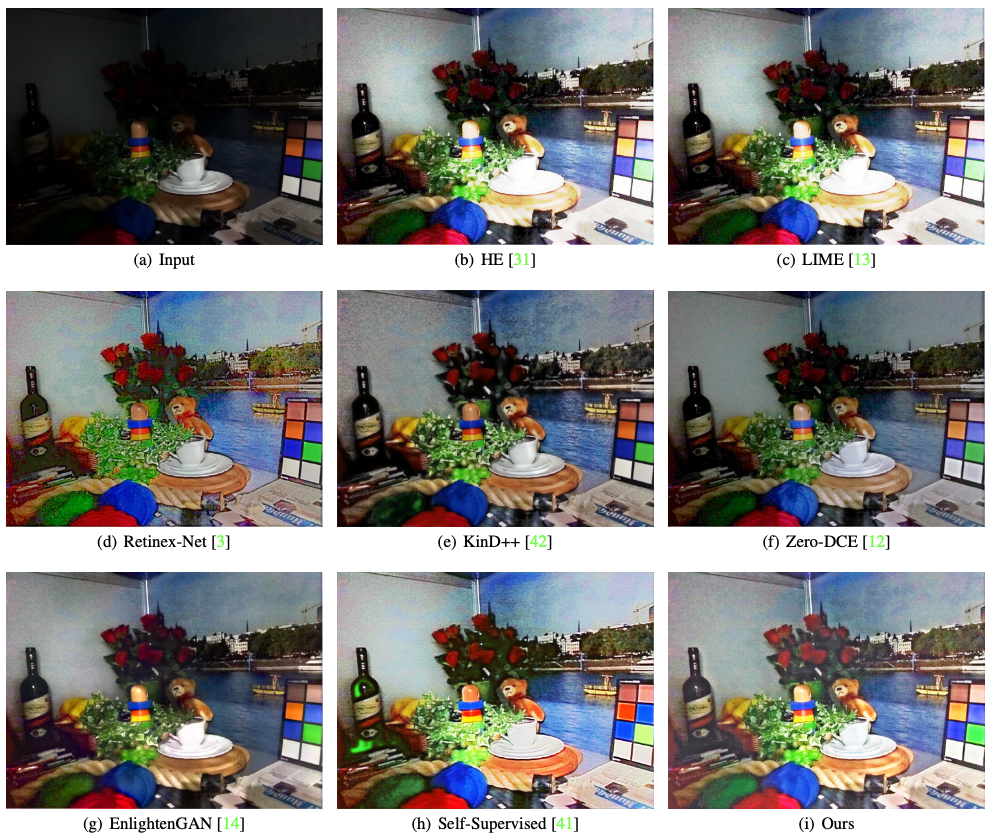 (a) Input
(b) HE [31]
(c) LIME [13]
(d) Retinex-Net [3]
(e) KinD++ [42]
(f) Zero-DCE [12]
(g) EnlightenGAN [14]
(h) Self-Supervised [41]
(i) Ours